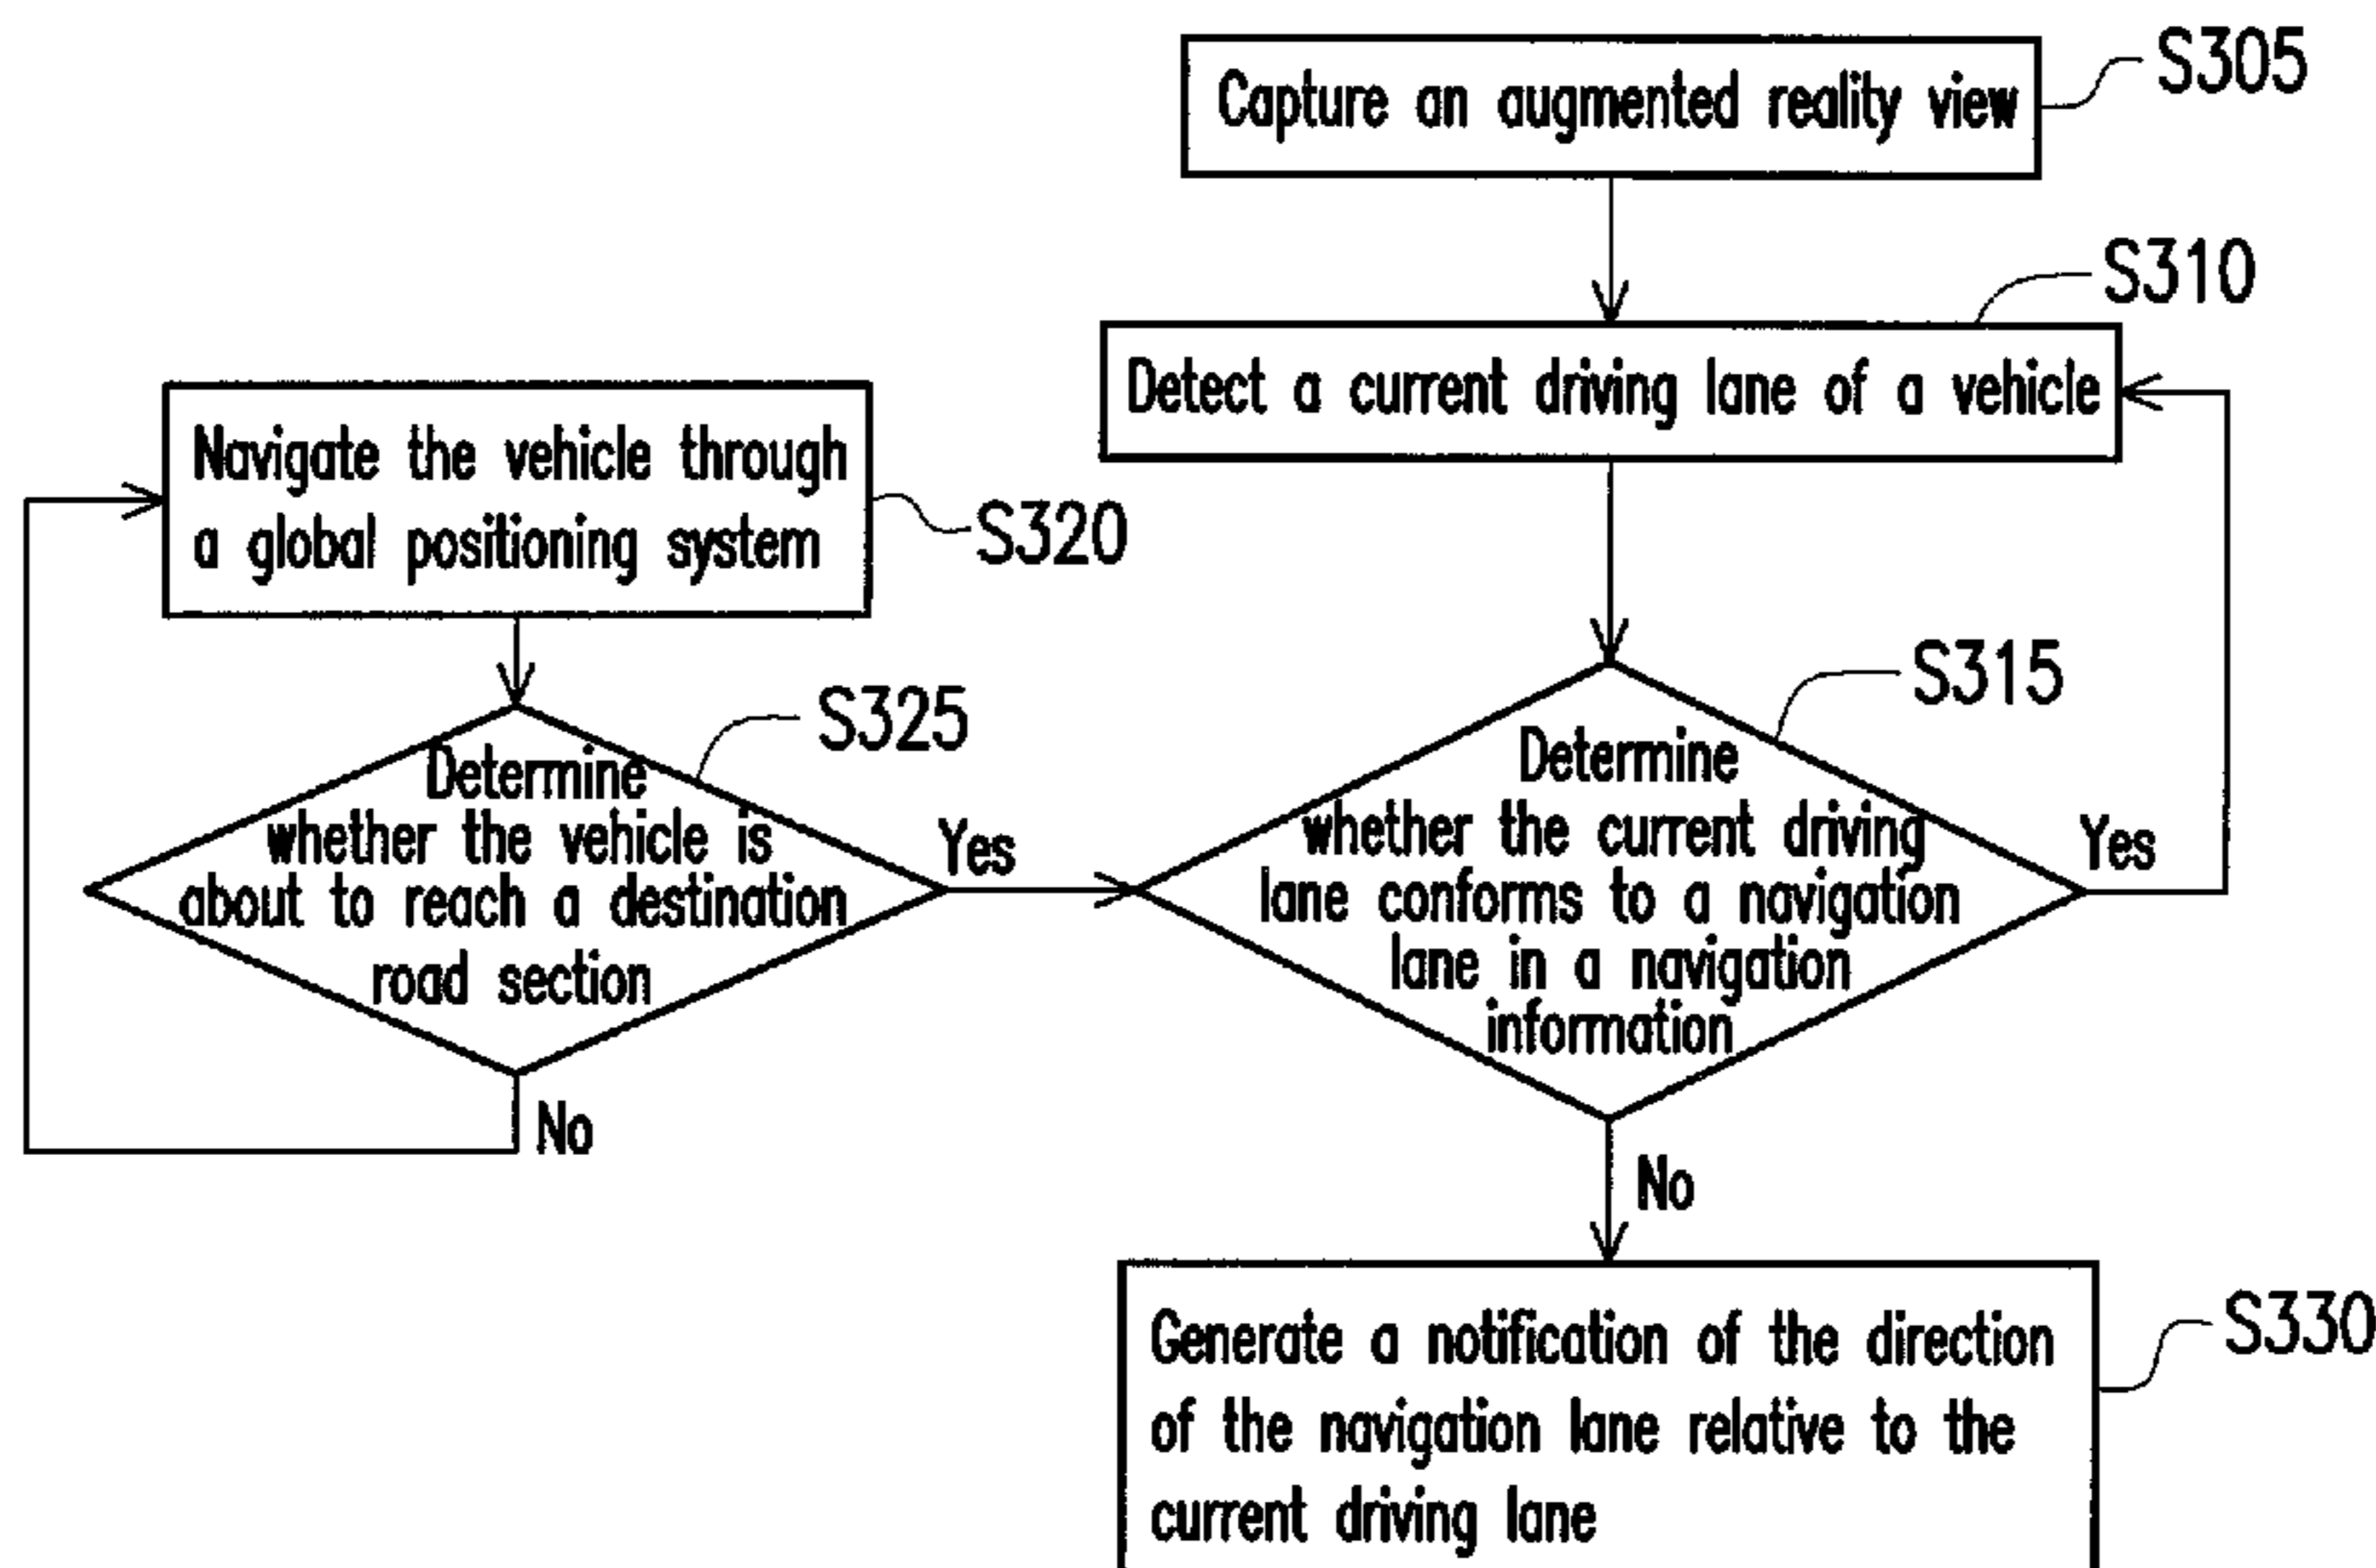 Capture an augmented reality view
S305
S310
Detect a current driving lane of a vehicle
Navigate the vehicle through
a global positioning system
S320
S325
Determine
whether the vehicle is
about to reach a destination
road section
Yes
No
S315
Determine
whether the current driving
lane conforms to a navigation
lane in a navigation
information
Yes
No
Generate a notification of the direction
of the navigation lane relative to the
current driving lane
S330